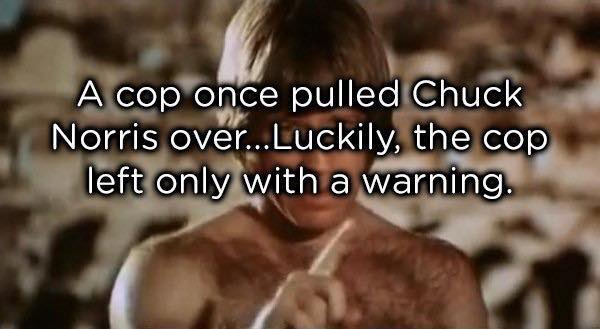 A cop once pulled Chuck
Norris over...Luckily, the cop
left only with a warning.